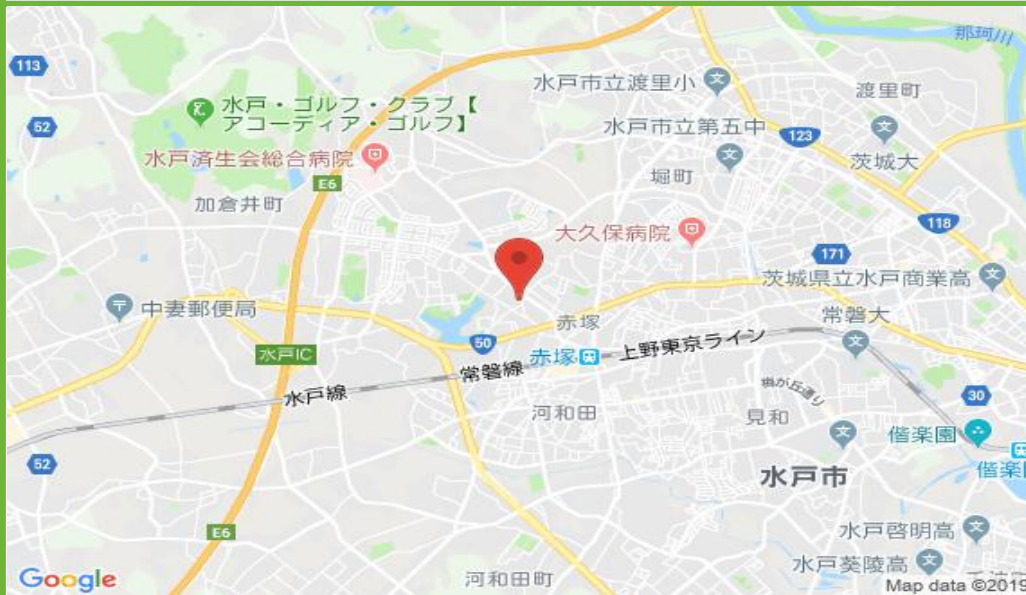 那珂川
113
水戸市立渡里小
渡里町
水戸・ゴルフ・クラブ【
アコーディア・ゴルフ】
52
水戸市立第五中
123
水戸済生会総合病院
茨城大
E6
堀町
加倉井町
大久保病院
118
171
茨城県立水戸商業高
中妻郵便局
常磐大
赤塚
50
上野東京ライン
水戸IC
赤塚
常磐線
水戸線
30
河和田
見和
偕楽園
52
水戸市
偕楽
E6
水戸啓明高
水戸葵陵高
Google
河和田町
Map data ©2019